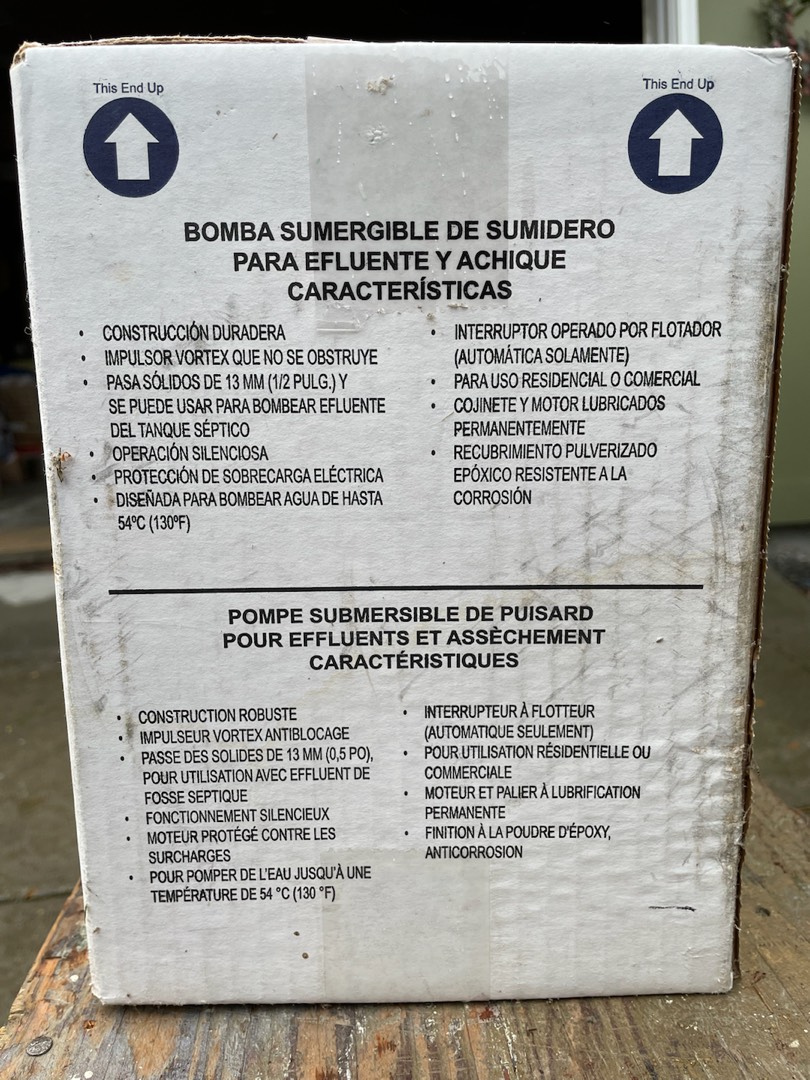 This End Up
This End Up
BOMBA SUMERGIBLE DE SUMIDERO
PARA EFLUENTE Y ACHIQUE
CARACTERÍSTICAS
• CONSTRUCCIÓN DURADERA
• IMPULSOR VORTEX QUE NO SE OBSTRUYE
• PASA SÓLIDOS DE 13 MM (1/2 PULG.) Y
SE PUEDE USAR PARA BOMBEAR EFLUENTE
DEL TANQUE SÉPTICO
• OPERACIÓN SILENCIOSA
• PROTECCIÓN DE SOBRECARGA ELÉCTRICA
• DISEÑADA PARA BOMBEAR AGUA DE HASTA
54ºC (130ºF)
• INTERRUPTOR OPERADO POR FLOTADOR
(AUTOMÁTICA SOLAMENTE)
• PARA USO RESIDENCIAL O COMERCIAL
• COJINETE Y MOTOR LUBRICADOS
PERMANENTEMENTE
• RECUBRIMIENTO PULVERIZADO
EPÓXICO RESISTENTE A LA
CORROSIÓN
POMPE SUBMERSIBLE DE PUISARD
POUR EFFLUENTS ET ASSÈCHEMENT
CARACTÉRISTIQUES
• CONSTRUCTION ROBUSTE
• IMPULSEUR VORTEX ANTIBLOCAGE
• PASSE DES SOLIDES DE 13 MM (0,5 PO),
POUR UTILISATION AVEC EFFLUENT DE
FOSSE SEPTIQUE
• FONCTIONNEMENT SILENCIEUX
• MOTEUR PROTÉGÉ CONTRE LES
SURCHARGES
• POUR POMPER DE L'EAU JUSQU'À UNE
TEMPÉRATURE DE 54 °C (130 °F)
• INTERRUPTEUR À FLOTTEUR
(AUTOMATIQUE SEULEMENT)
• POUR UTILISATION RÉSIDENTIELLE OU
COMMERCIALE
• MOTEUR ET PALIER À LUBRIFICATION
PERMANENTE
• FINITION À LA POUDRE D'ÉPOXY,
ANTICORROSION